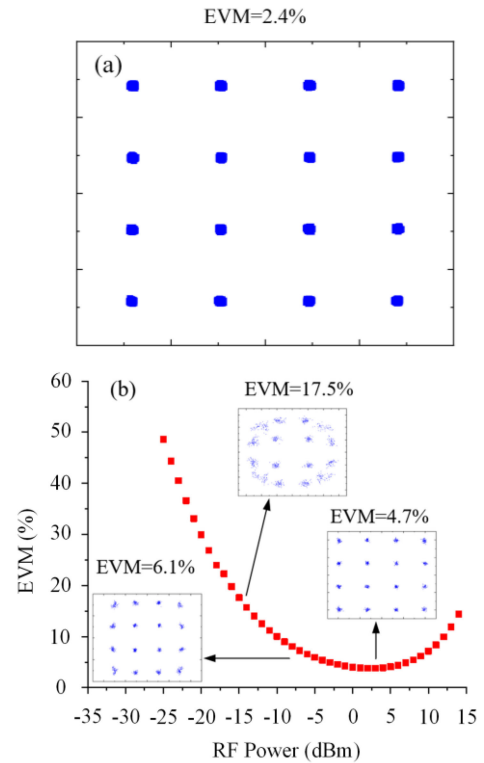 EVM=2.4%
(a)
(b)
EVM=17.5%
EVM=4.7%
EVM=6.1%
EVM (%)
60
50
40
30
20
10
0
-35 -30 -25 -20 -15 -10 -5 0 5 10 15
RF Power (dBm)